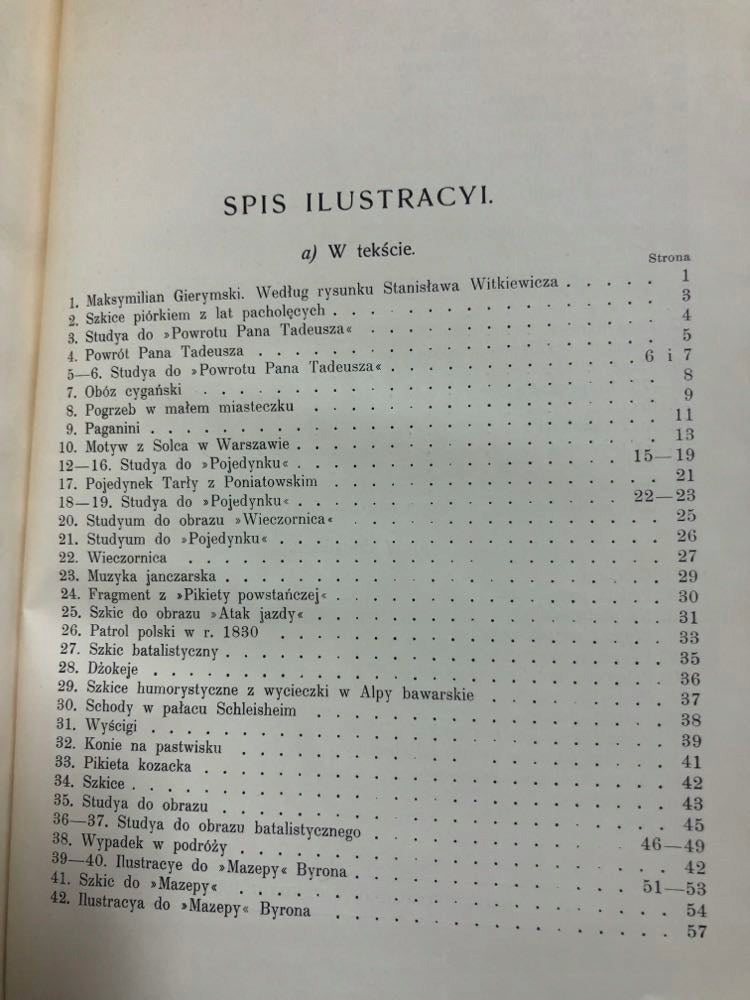 SPIS ILUSTRACYI.
a) W tekście.
Strona
1. Maksymilian Gierymski. Według rysunku Stanisława Witkiewicza . . . . . 1
2. Szkice piórkiem z lat pacholęcych . . . . . 3
3. Studya do »Powrotu Pana Tadeusza« . . . . . 4
4. Powrót Pana Tadeusza . . . . . 5
5—6. Studya do »Powrotu Pana Tadeusza« . . . . . 6 i 7
7. Obóz cygański . . . . . 8
8. Pogrzeb w małem miasteczku . . . . . 9
9. Paganini . . . . . 11
10. Motyw z Solca w Warszawie . . . . . 13
12—16. Studya do »Pojedynku« . . . . . 15—19
17. Pojedynek Tarły z Poniatowskim . . . . . 21
18—19. Studya do »Pojedynku« . . . . . 22—23
20. Studyum do obrazu »Wieczornica« . . . . . 25
21. Studyum do »Pojedynku« . . . . . 26
22. Wieczornica . . . . . 27
23. Muzyka janczarska . . . . . 29
24. Fragment z »Pikiety powstańczej« . . . . . 30
25. Szkic do obrazu »Atak jazdy« . . . . . 31
26. Patrol polski w r. 1830 . . . . . 33
27. Szkic batalistyczny . . . . . 35
28. Dżokeje . . . . . 36
29. Szkice humorystyczne z wycieczki w Alpy bawarskie . . . . . 37
30. Schody w pałacu Schleisheim . . . . . 38
31. Wyścigi . . . . . 39
32. Konie na pastwisku . . . . . 41
33. Pikieta kozacka . . . . . 42
34. Szkice . . . . . 43
35. Studya do obrazu . . . . . 45
36—37. Studya do obrazu batalistycznego . . . . . 46—49
38. Wypadek w podróży . . . . . 42
39—40. Ilustracye do »Mazepy« Byrona . . . . . 51—53
41. Szkic do »Mazepy« . . . . . 54
42. Ilustracya do »Mazepy« Byrona . . . . . 57